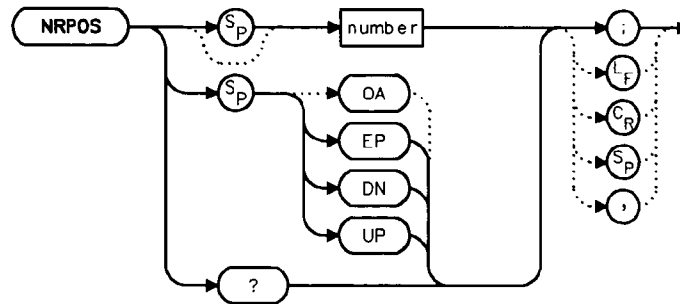 NRPOS SP number ;
LF
SP OA CR
EP SP
DN ,
UP
?